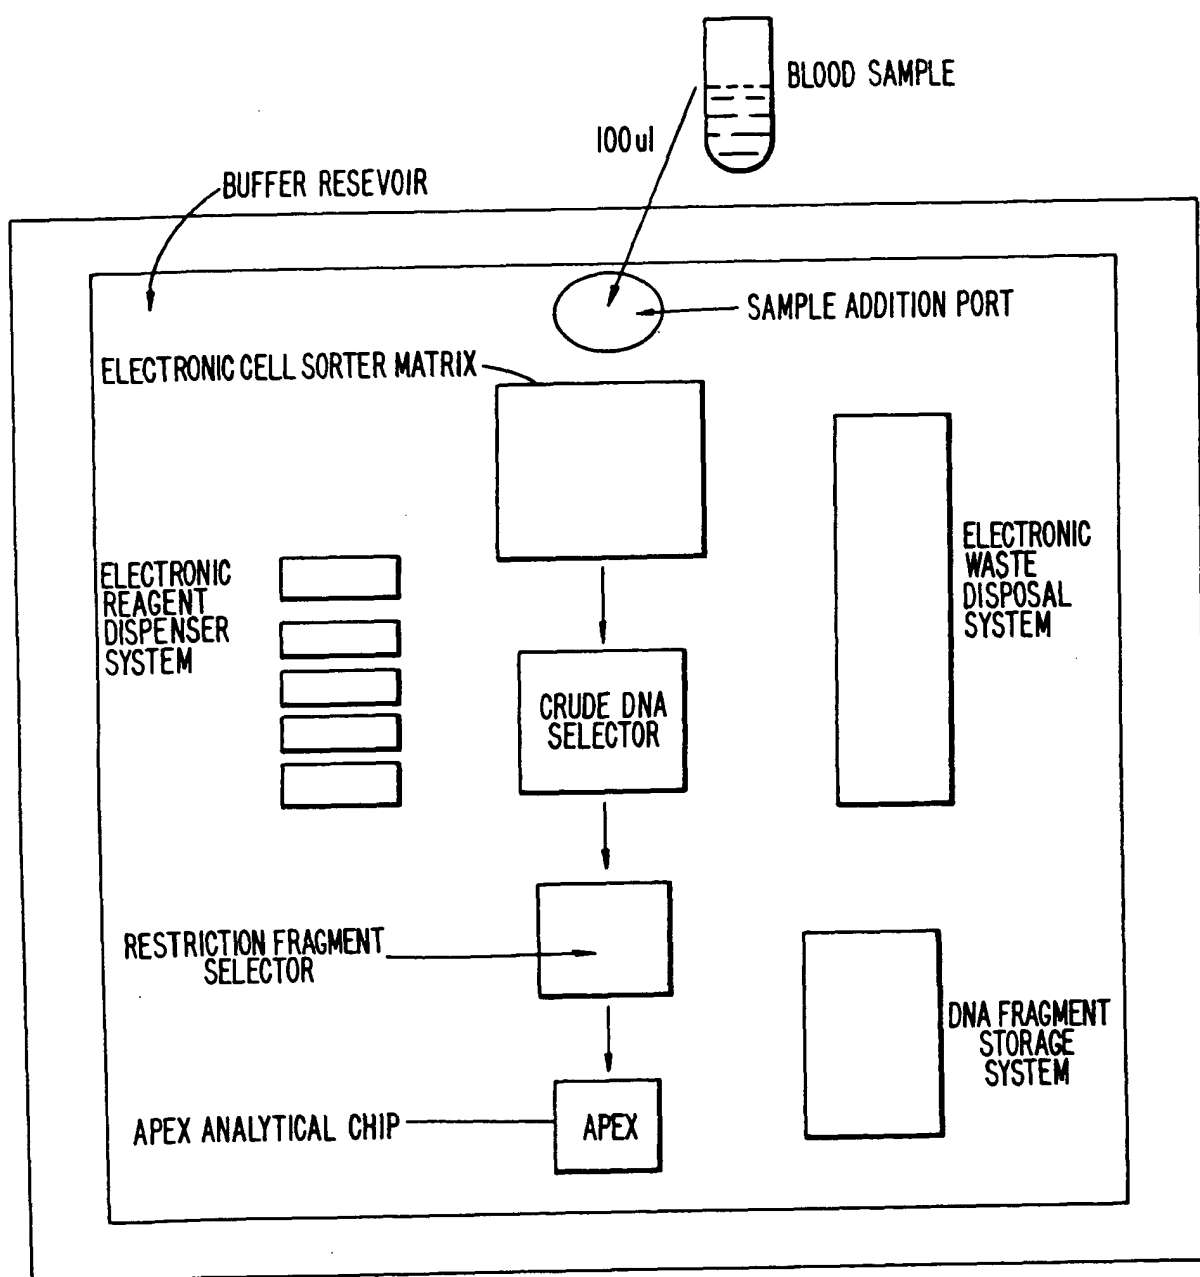 BLOOD SAMPLE
100ul
BUFFER RESEVOIR
SAMPLE ADDITION PORT
ELECTRONIC CELL SORTER MATRIX
ELECTRONIC
REAGENT
DISPENSER
SYSTEM
ELECTRONIC
WASTE
DISPOSAL
SYSTEM
CRUDE DNA
SELECTOR
RESTRICTION FRAGMENT
SELECTOR
DNA FRAGMENT
STORAGE
SYSTEM
APEX ANALYTICAL CHIP
APEX